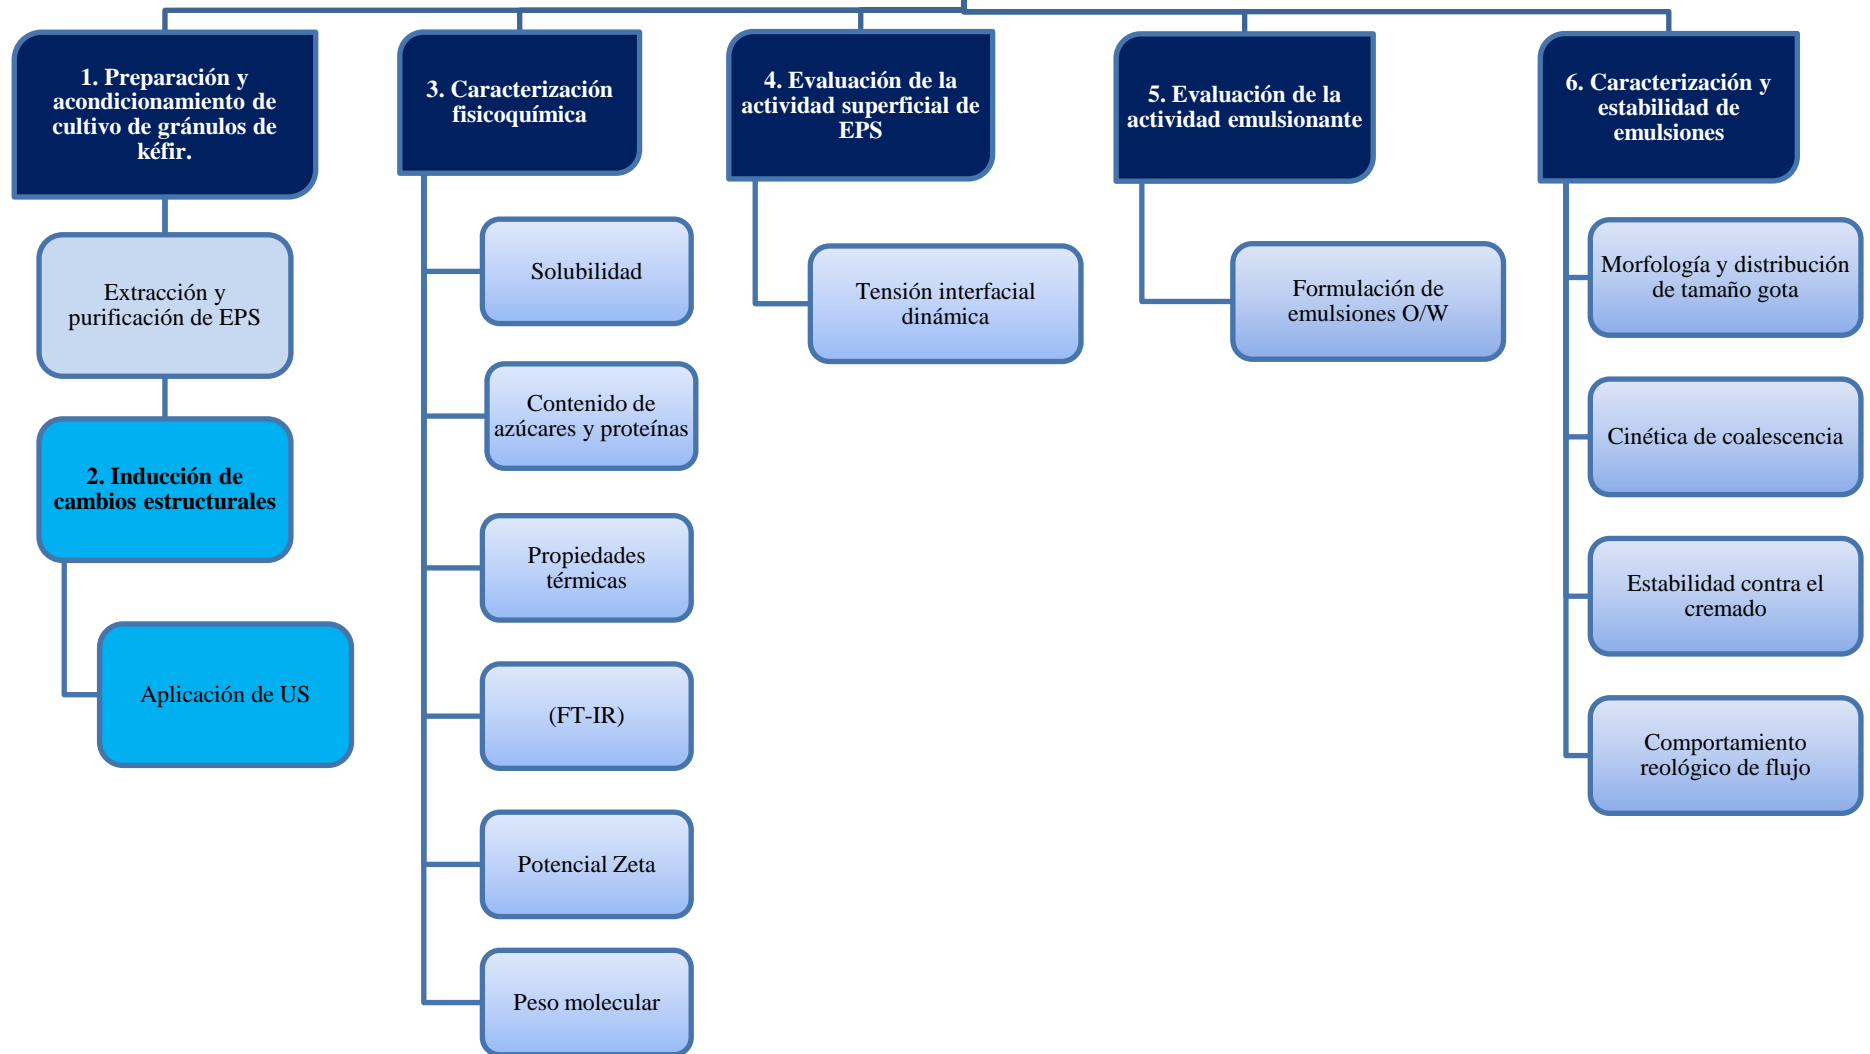 1. Preparación y
acondicionamiento de
cultivo de gránulos de
kéfir.
Extracción y
purificación de EPS
2. Inducción de
cambios estructurales
Aplicación de US
3. Caracterización
fisicoquímica
Solubilidad
Contenido de
azúcares y proteínas
Propiedades
térmicas
(FT-IR)
Potencial Zeta
Peso molecular
4. Evaluación de la
actividad superficial de
EPS
Tensión interfacial
dinámica
5. Evaluación de la
actividad emulsionante
Formulación de
emulsiones O/W
6. Caracterización y
estabilidad de
emulsiones
Morfología y distribución
de tamaño gota
Cinética de coalescencia
Estabilidad contra el
cremado
Comportamiento
reológico de flujo